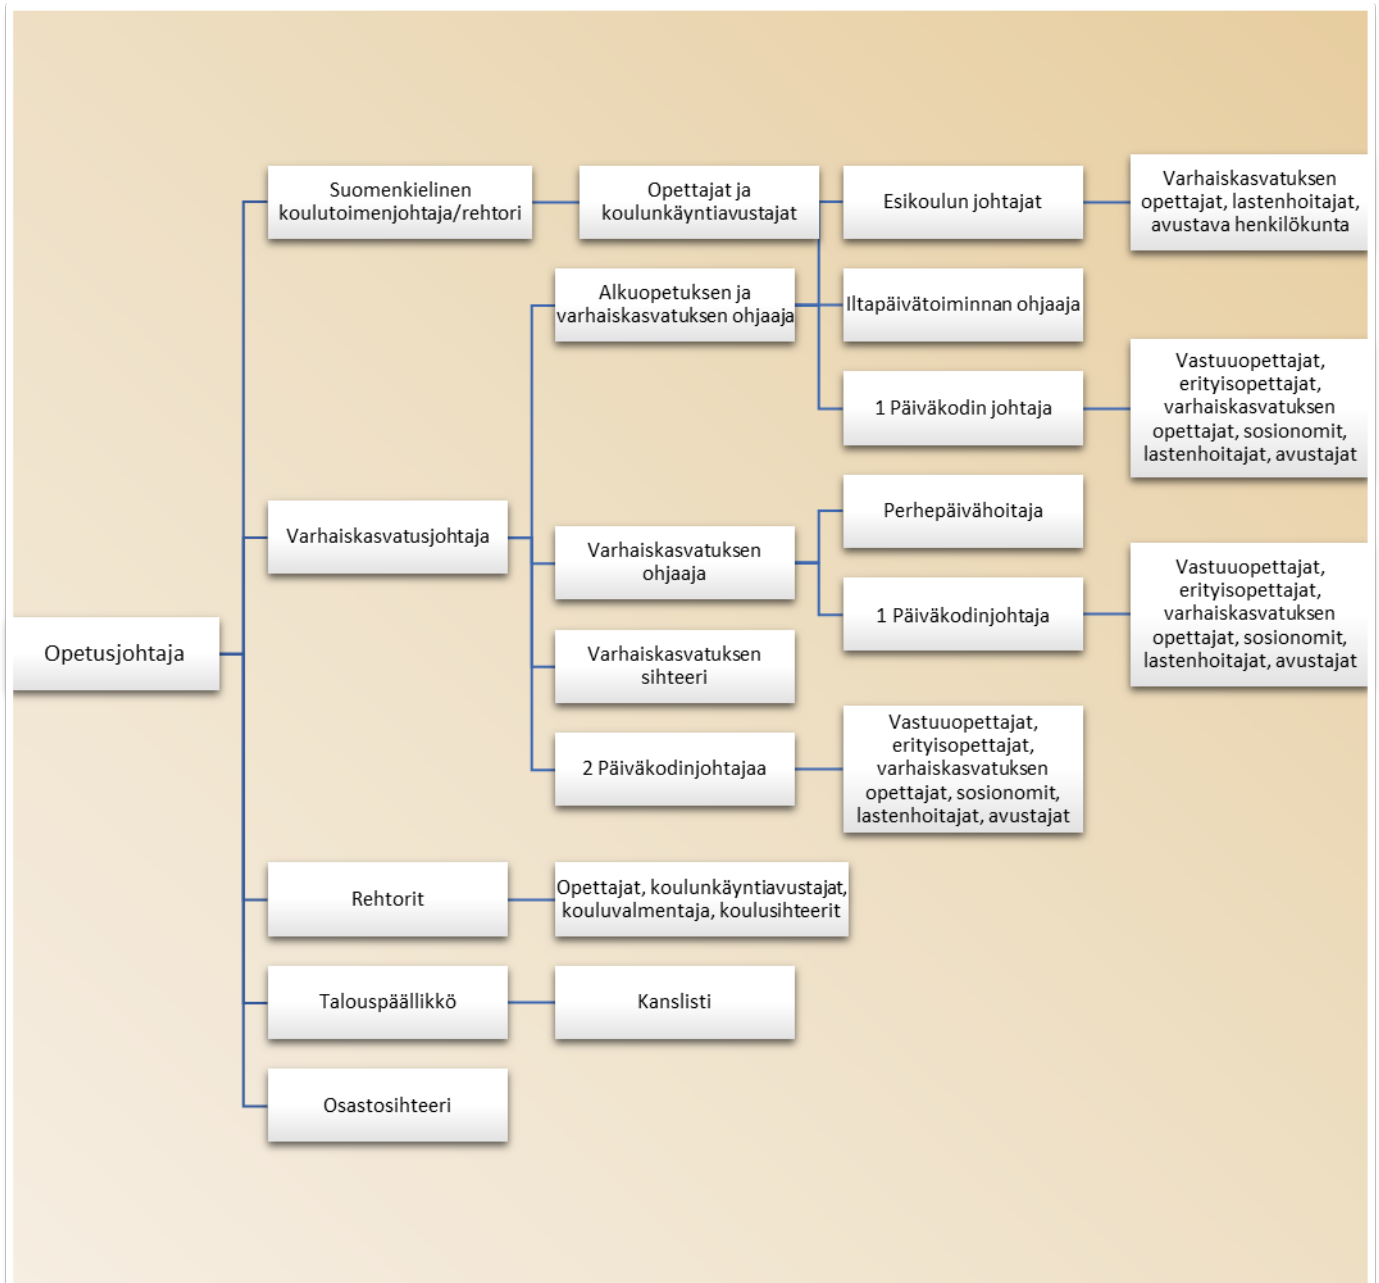 Suomenkielinen
koulutoimenjohtaja/rehtori
Opettajat ja
koulunkäyntiavustajat
Esikoulun johtajat
Varhaiskasvatuksen
opettajat, lastenhoitajat,
avustava henkilökunta
Alkuopetuksen ja
varhaiskasvatuksen ohjaaja
Iltapäivätoiminnan ohjaaja
1 Päiväkodin johtaja
Vastuuopettajat,
erityisopettajat,
varhaiskasvatuksen
opettajat, sosionomit,
lastenhoitajat, avustajat
Varhaiskasvatusjohtaja
Varhaiskasvatuksen
ohjaaja
Perhepäivähoitaja
1 Päiväkodinjohtaja
Vastuuopettajat,
erityisopettajat,
varhaiskasvatuksen
opettajat, sosionomit,
lastenhoitajat, avustajat
Opetusjohtaja
Varhaiskasvatuksen
sihteeri
2 Päiväkodinjohtajaa
Vastuuopettajat,
erityisopettajat,
varhaiskasvatuksen
opettajat, sosionomit,
lastenhoitajat, avustajat
Rehtorit
Opettajat, koulunkäyntiavustajat,
kouluvalmentaja, koulusihteerit
Talouspäällikkö
Kanslisti
Osastosihteeri